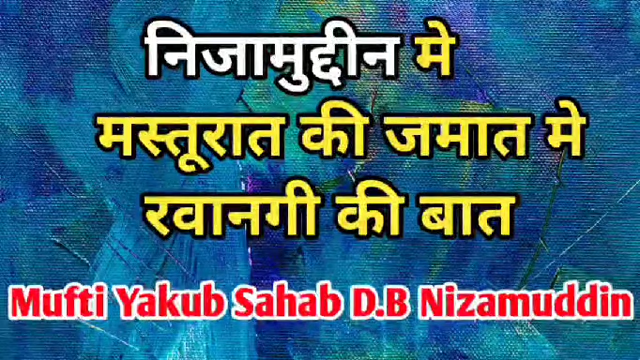 निजामुद्दीन मे
मस्तूरात की जमात मे
रवानगी की बात
Mufti Yakub Sahab D.B Nizamuddin